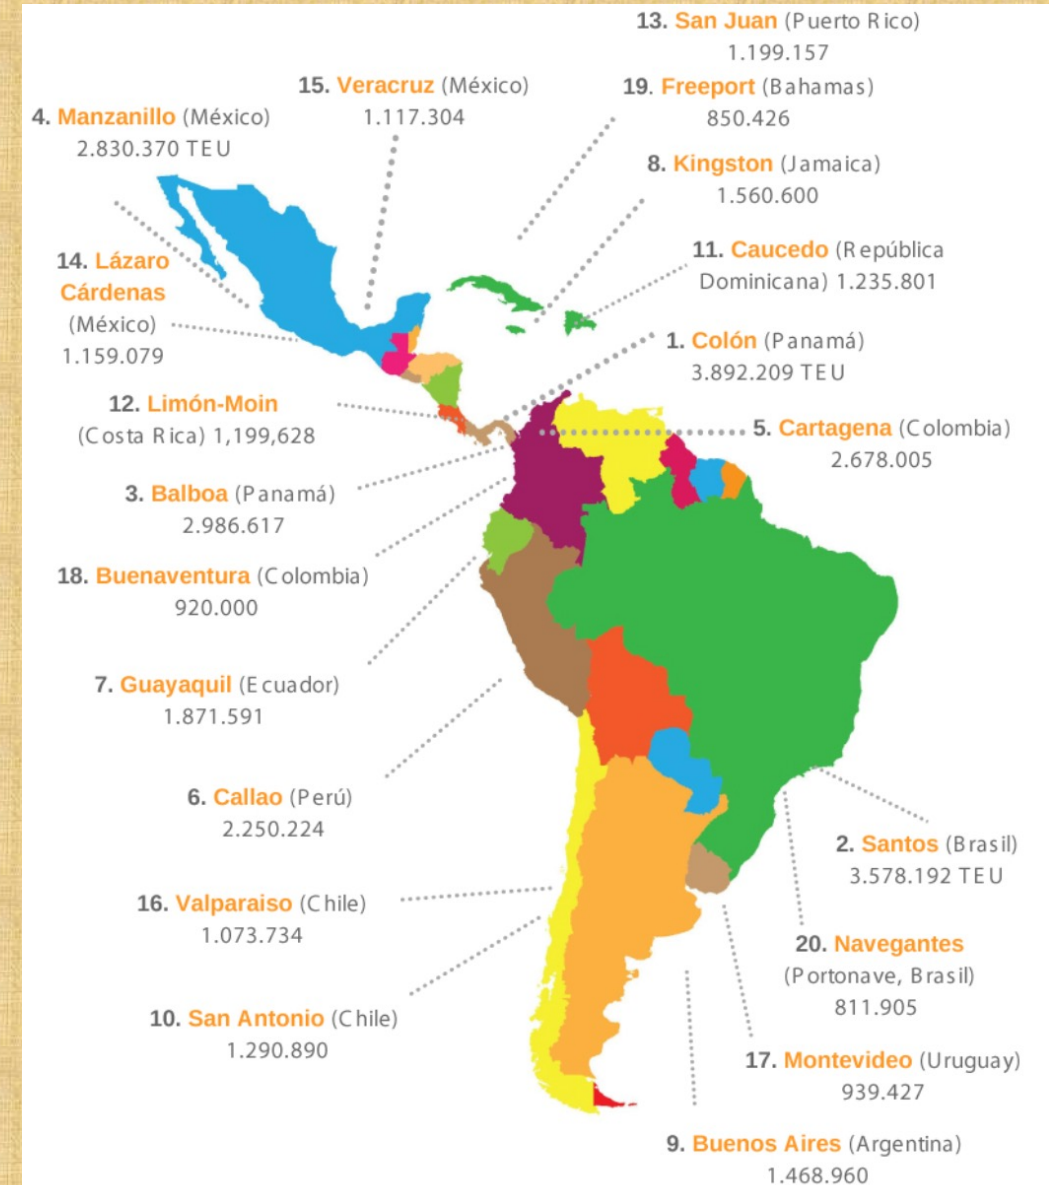 13. San Juan (Puerto Rico)
1.199.157
15. Veracruz (México)
1.117.304
19. Freeport (Bahamas)
850.426
4. Manzanillo (México)
2.830.370 TEU
8. Kingston (Jamaica)
1.560.600
14. Lázaro
Cárdenas
(México)
1.159.079
11. Caucedo (República
Dominicana) 1.235.801
1. Colón (Panamá)
3.892.209 TEU
12. Limón-Moin
(Costa Rica) 1,199,628
5. Cartagena (Colombia)
2.678.005
3. Balboa (Panamá)
2.986.617
18. Buenaventura (Colombia)
920.000
7. Guayaquil (Ecuador)
1.871.591
6. Callao (Perú)
2.250.224
2. Santos (Brasil)
3.578.192 TEU
16. Valparaiso (Chile)
1.073.734
20. Navegantes
(Portonave, Brasil)
811.905
10. San Antonio (Chile)
1.290.890
17. Montevideo (Uruguay)
939.427
9. Buenos Aires (Argentina)
1.468.960